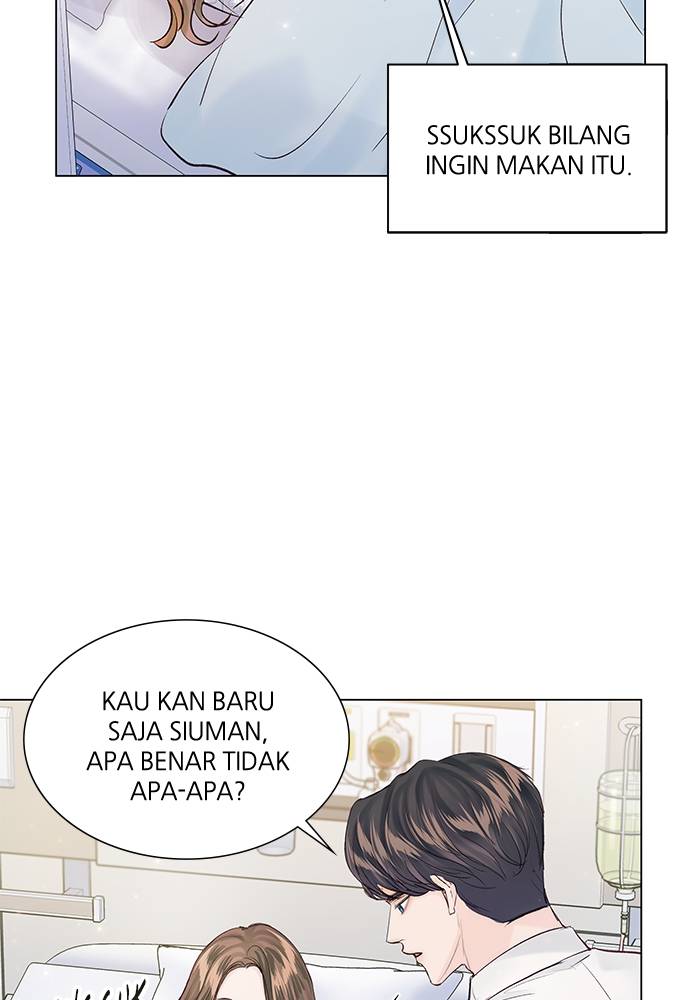 SSUKSSUK BILANG
INGIN MAKAN ITU.
KAU KAN BARU
SAJA SIUMAN,
APA BENAR TIDAK
APA-APA?